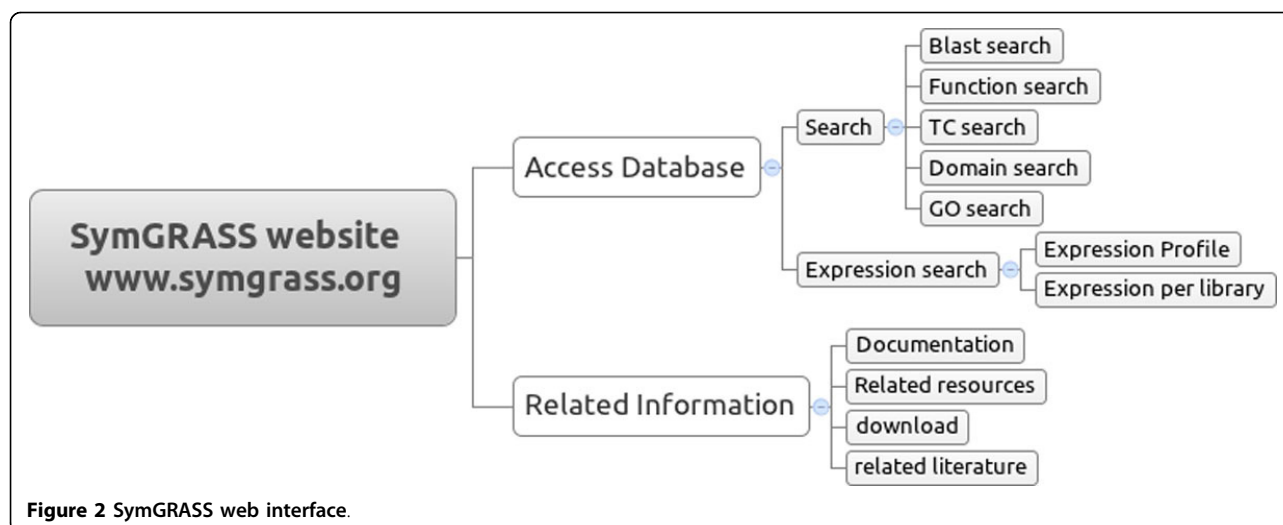 SymGRASS website
www.symgrass.org
Access Database
Search
Blast search
Function search
TC search
Domain search
GO search
Expression search
Expression Profile
Expression per library
Related Information
Documentation
Related resources
download
related literature
Figure 2 SymGRASS web interface.